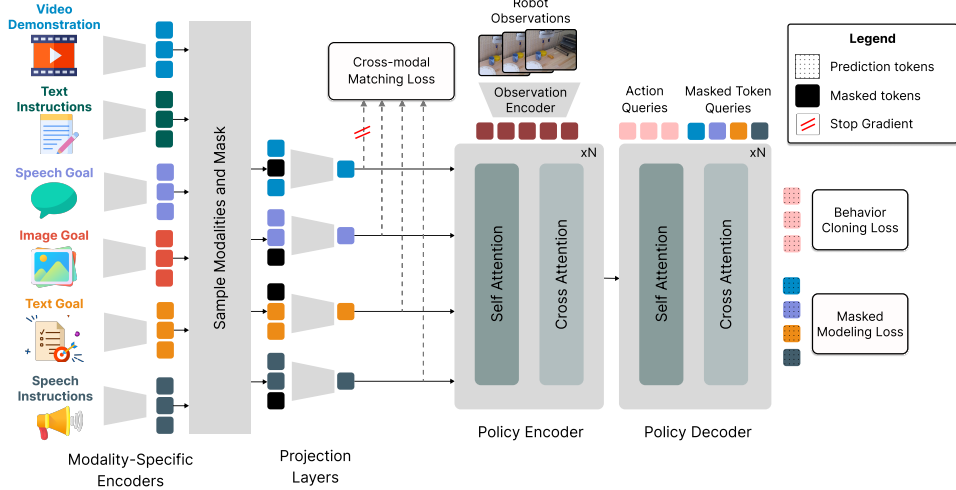 Video
Demonstration
Text
Instructions
Speech Goal
Image Goal
Text Goal
Speech
Instructions
Modality-Specific
Encoders
Sample Modalities and Mask
Projection
Layers
Cross-modal
Matching Loss
Robot
Observations
Observation
Encoder
xN
Self Attention
Cross Attention
Policy Encoder
Action
Queries
Masked Token
Queries
xN
Self Attention
Cross Attention
Policy Decoder
Legend
Prediction tokens
Masked tokens
Stop Gradient
Behavior
Cloning Loss
Masked
Modeling Loss